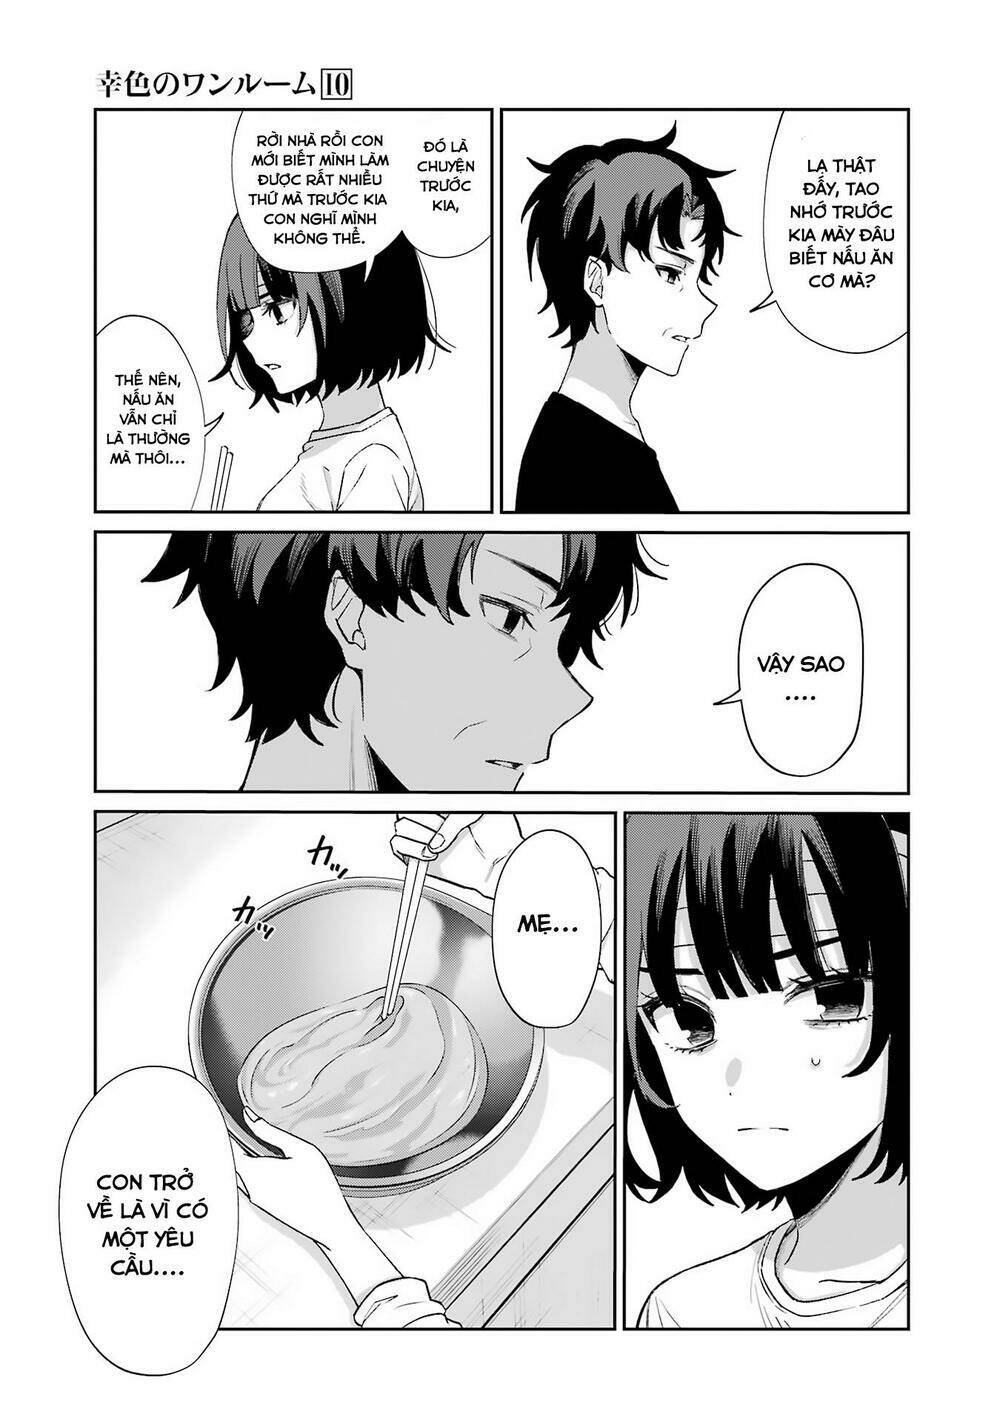 幸色のワンルーム10
LẠ THẬT
ĐẤY, TAO
NHỚ TRƯỚC
KIA MÀY ĐÂU
BIẾT NẤU ĂN
CƠ MÀ?
ĐÓ LÀ
CHUYỆN
TRƯỚC
KIA,
RỜI NHÀ RỒI CON
MỚI BIẾT MÌNH LÀM
ĐƯỢC RẤT NHIỀU
THỨ MÀ TRƯỚC KIA
CON NGHĨ MÌNH
KHÔNG THỂ.
THẾ NÊN,
NẤU ĂN
VẪN CHỈ
LÀ THƯỜNG
MÀ THÔI...
VẬY SAO
....
カッ
カッ
MẸ...
CON TRỞ
VỀ LÀ VÌ CÓ
MỘT YÊU
CẦU....